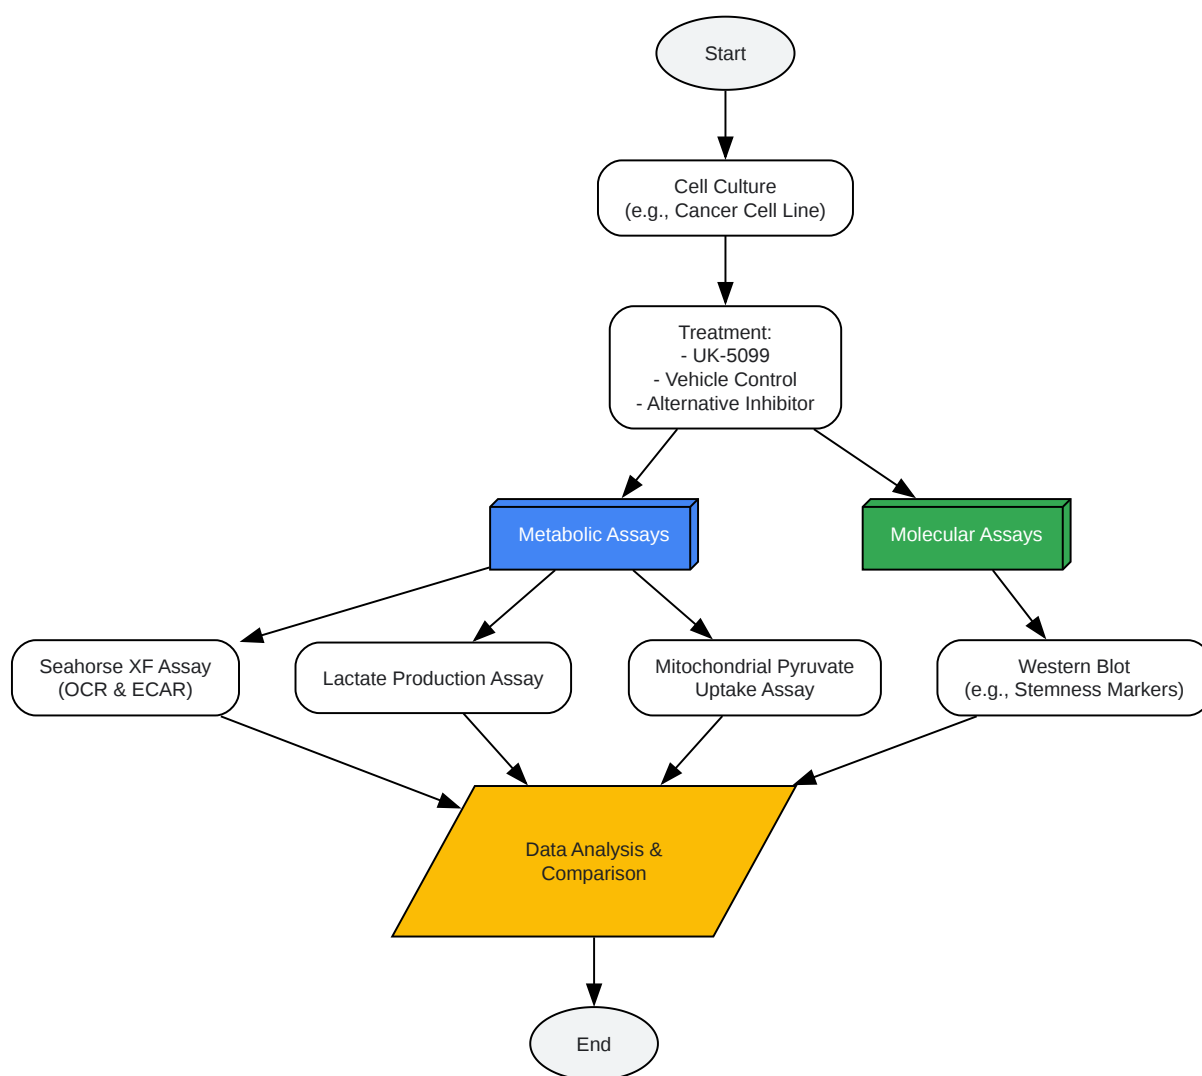 Start
Cell Culture
(e.g., Cancer Cell Line)
Treatment:
- UK-5099
- Vehicle Control
- Alternative Inhibitor
Metabolic Assays
Molecular Assays
Seahorse XF Assay
(OCR & ECAR)
Lactate Production Assay
Mitochondrial Pyruvate
Uptake Assay
Western Blot
(e.g., Stemness Markers)
Data Analysis &
Comparison
End